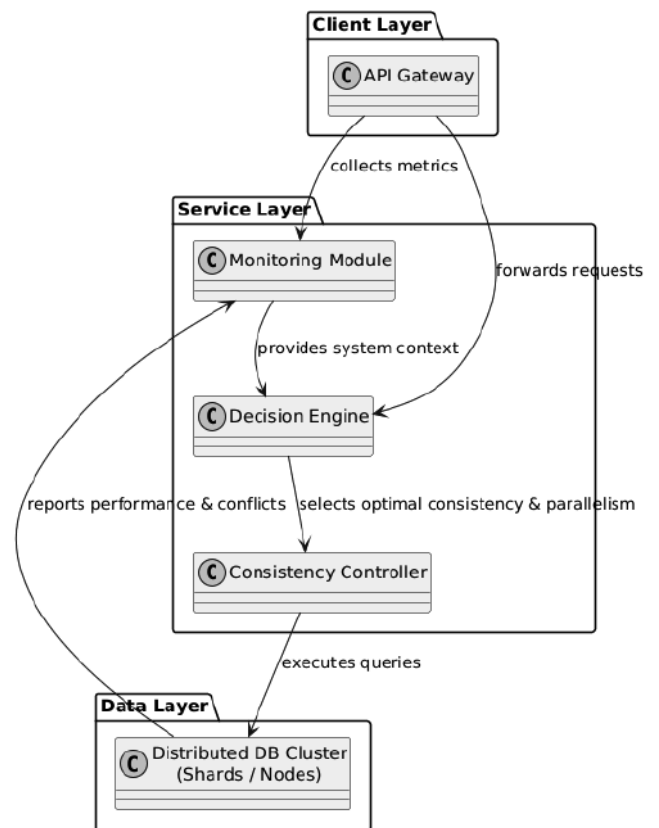 Client Layer
C API Gateway
collects metrics
Service Layer
C Monitoring Module
forwards requests
provides system context
C Decision Engine
reports performance & conflicts
selects optimal consistency & parallelism
C Consistency Controller
executes queries
Data Layer
C Distributed DB Cluster
(Shards / Nodes)